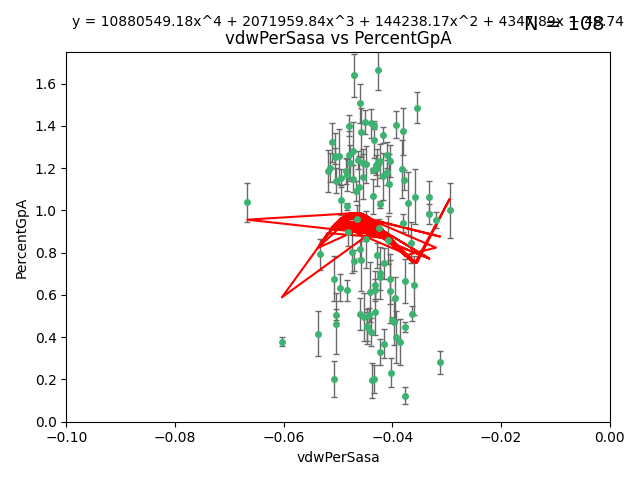 y = 10880549.18x^4 + 2071959.84x^3 + 144238.17x^2 + 4347.89x + 48.74
N = 108
vdwPerSasa vs PercentGpA
PercentGpA
1.6
1.4
1.2
1.0
0.8
0.6
0.4
0.2
0.0
−0.10 −0.08 −0.06 −0.04 −0.02 0.00
vdwPerSasa